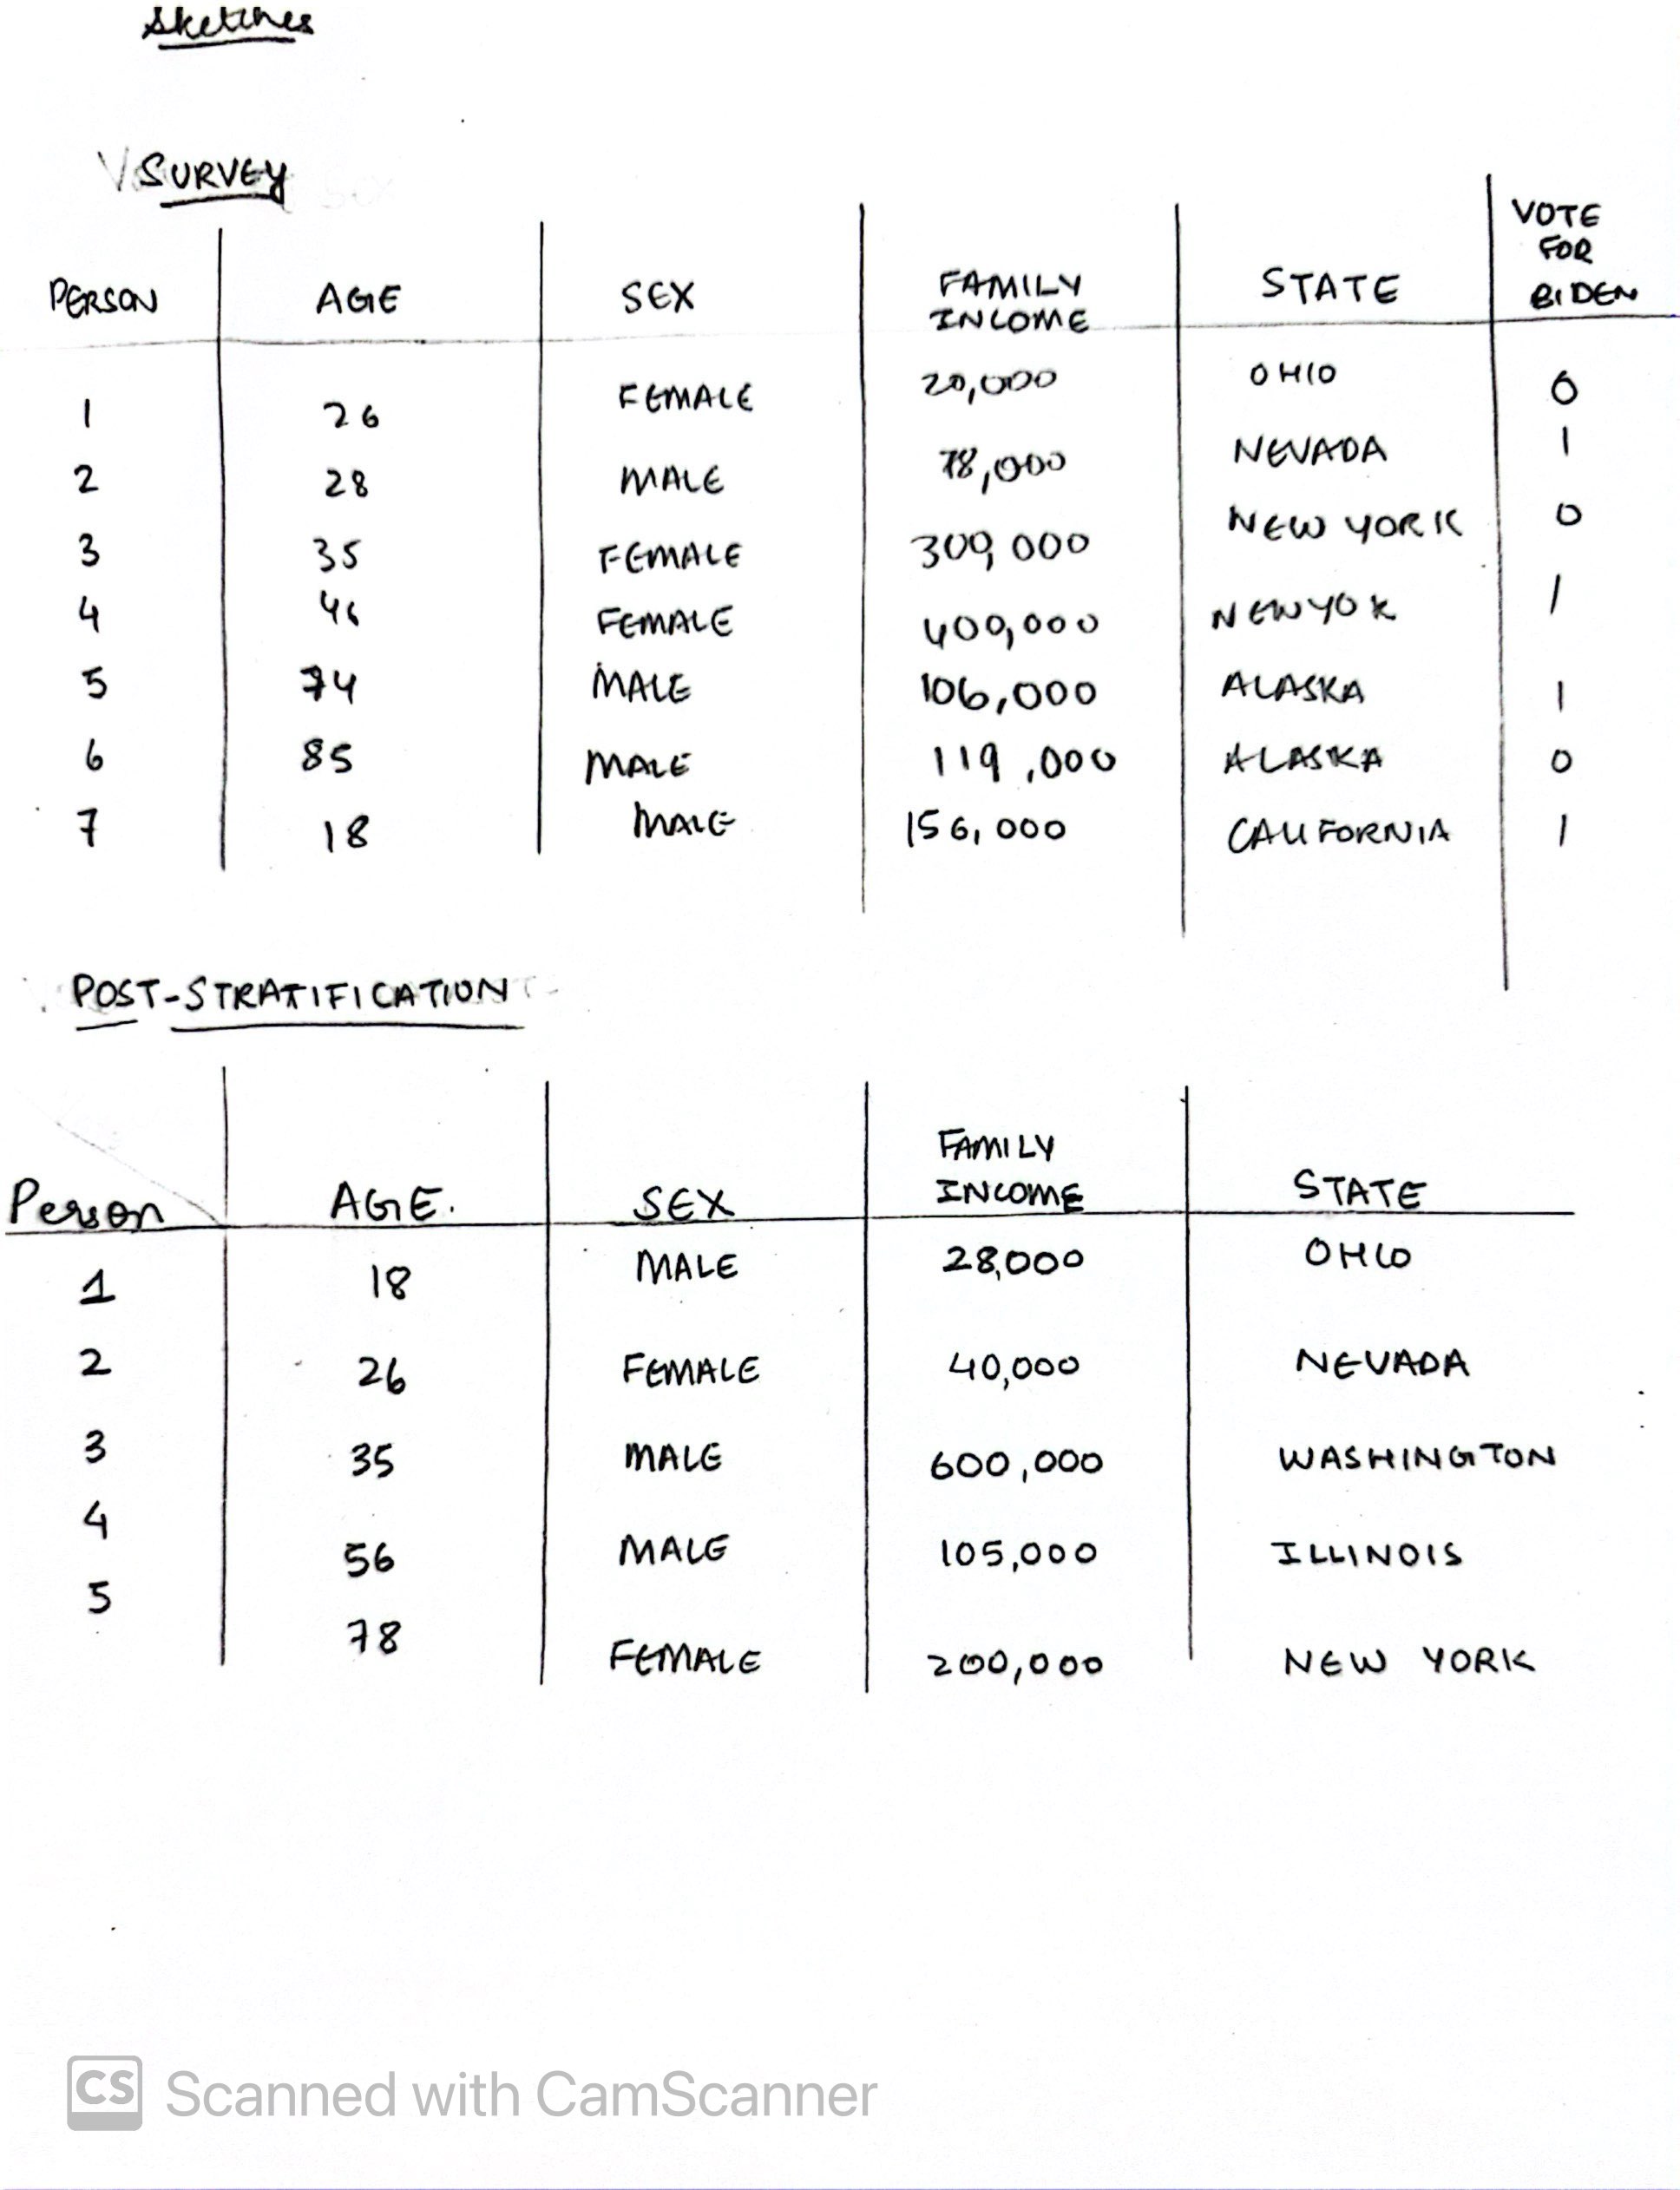 Sketches
SURVEY
PERSON AGE SEX FAMILY INCOME STATE VOTE FOR BIDEN
1 26 FEMALE 20,000 OHIO 0
2 28 MALE 78,000 NEVADA 1
3 35 FEMALE 309,000 NEW YORK 0
4 46 FEMALE 400,000 NEWYOK 1
5 74 MALE 106,000 ALASKA 1
6 85 MALE 119,000 ALASKA 0
7 18 MALE 156,000 CALIFORNIA 1
POST-STRATIFICATION
Person AGE. SEX FAMILY INCOME STATE
1 18 MALE 28,000 OHIO
2 26 FEMALE 40,000 NEVADA
3 35 MALE 600,000 WASHINGTON
4 56 MALE 105,000 ILLINOIS
5 78 FEMALE 200,000 NEW YORK
CS Scanned with CamScanner